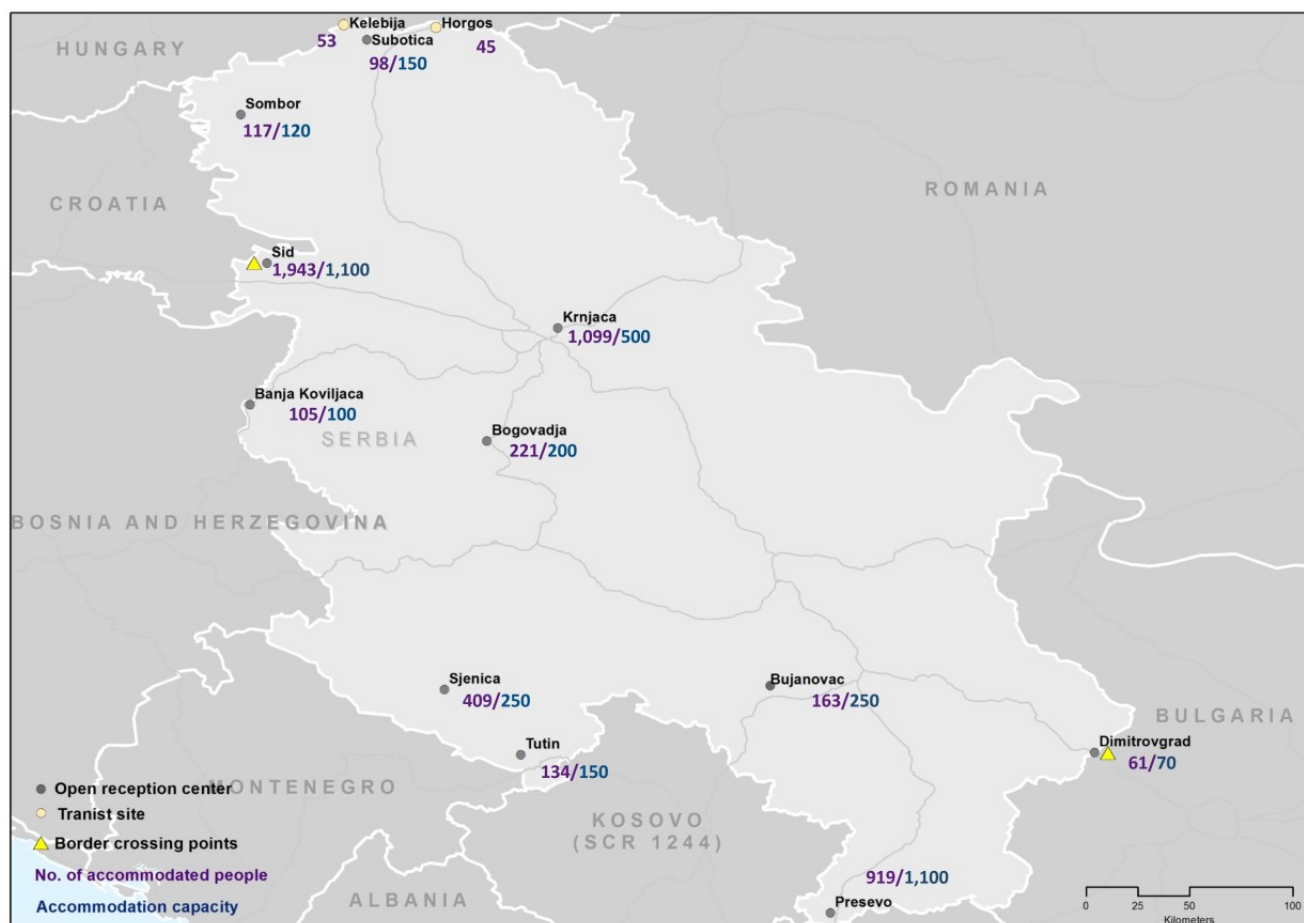 Kelebija
Horgos
HUNGARY
53
Subotica
45
98/150
Sombor
117/120
ROMANIA
CROATIA
Sid
1,943/1,100
Krnjaca
1,099/500
Banja Koviljaca
105/100
Bogovadja
SERBIA
221/200
BOSNIA AND HERZEGOVINA
Sjenica
409/250
Bujanovac
163/250
BULGARIA
Tutin
134/150
Dimitrovgrad
61/70
MONTENEGRO
KOSOVO
(SCR 1244)
ALBANIA
919/1,100
Presevo
Open reception center
Tranist site
Border crossing points
No. of accommodated people
Accommodation capacity
0 25 50 100
Kilometers